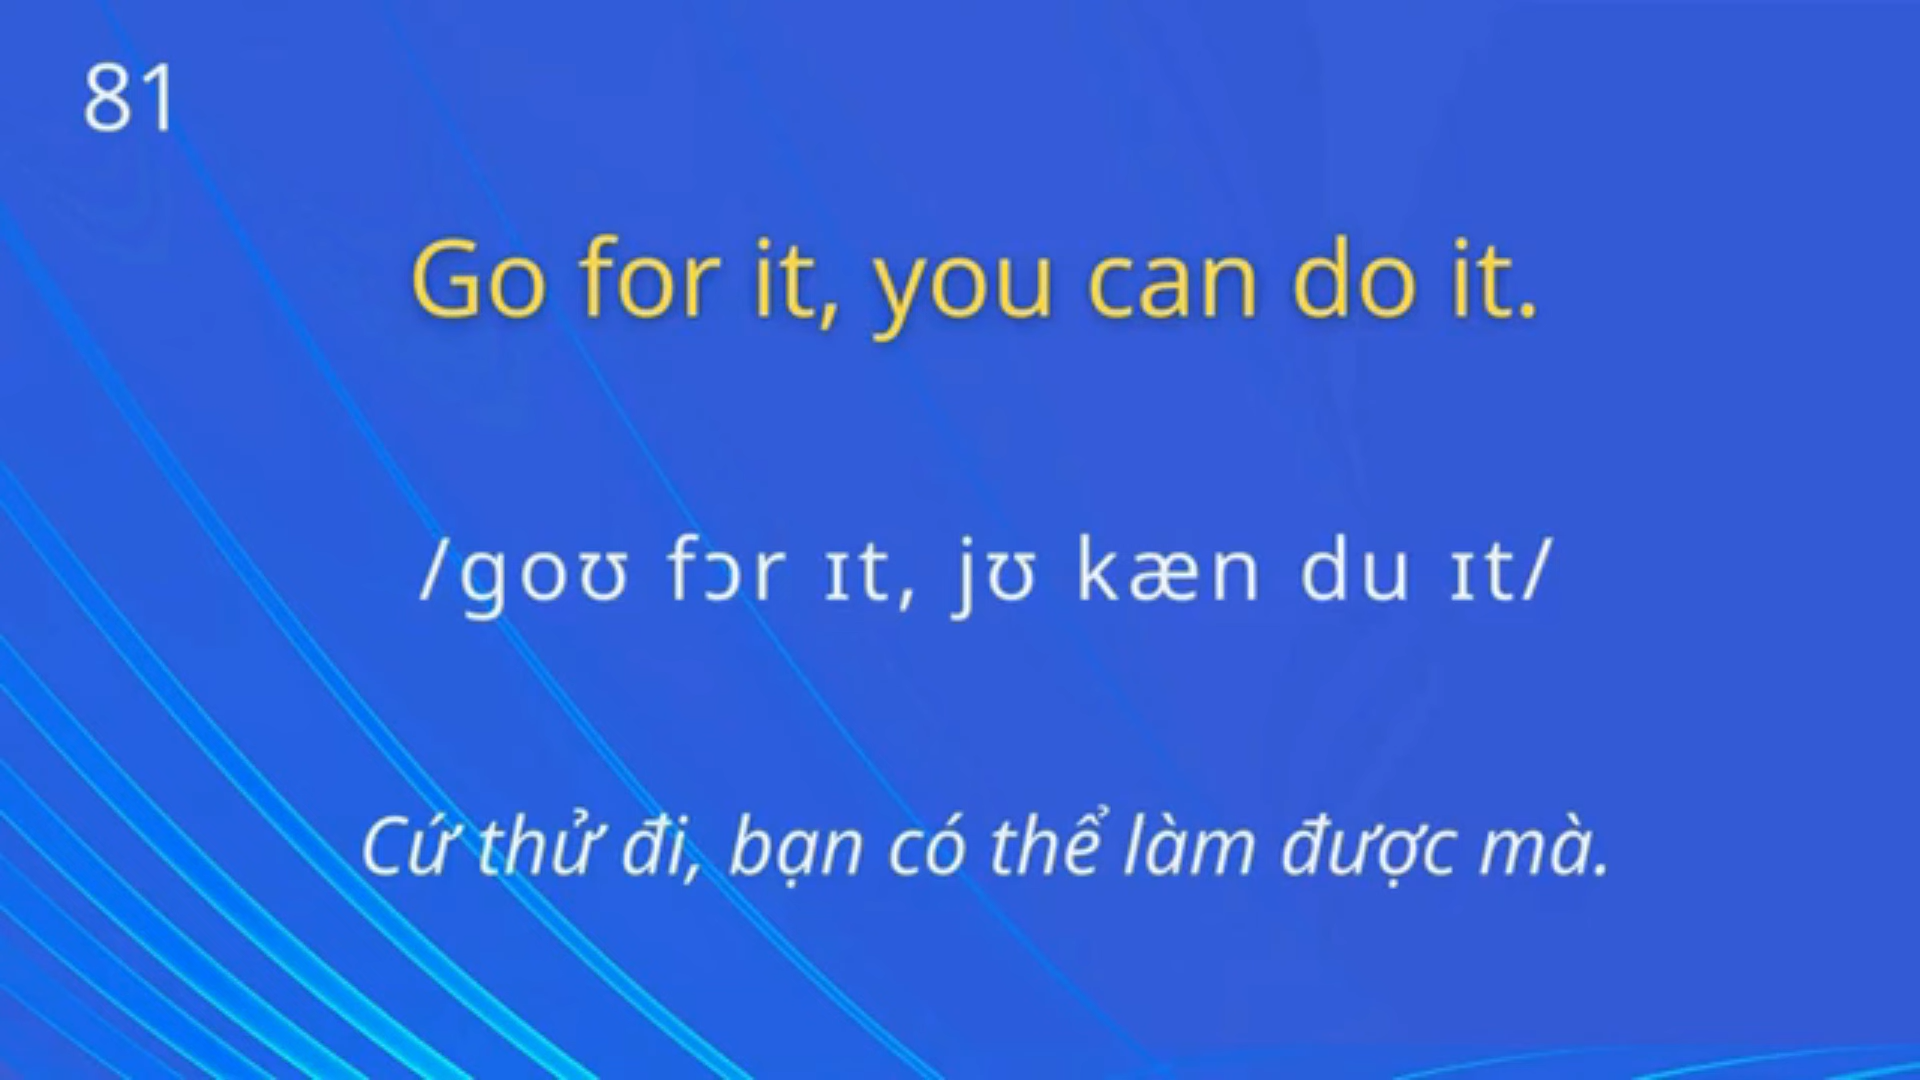 81
Go for it, you can do it.
/goʊ fɔr ɪt, jʊ kæn du ɪt/
Cứ thử đi, bạn có thể làm được mà.